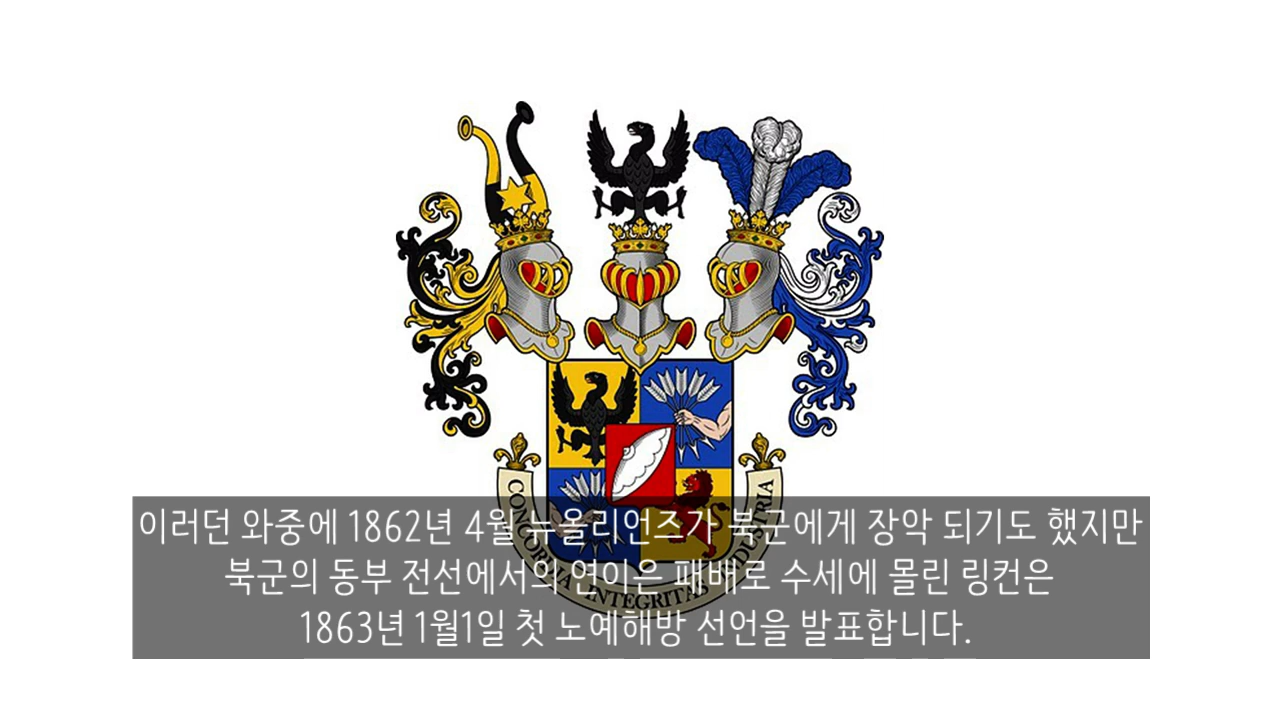 이러던 와중에 1862년 4월 뉴올리언즈가 북군에게 장악 되기도 했지만
북군의 동부 전선에서의 연이은 패배로 수세에 몰린 링컨은
1863년 1월1일 첫 노예해방 선언을 발표합니다.
CONCORDIA INTEGRITAS INDUSTRIA